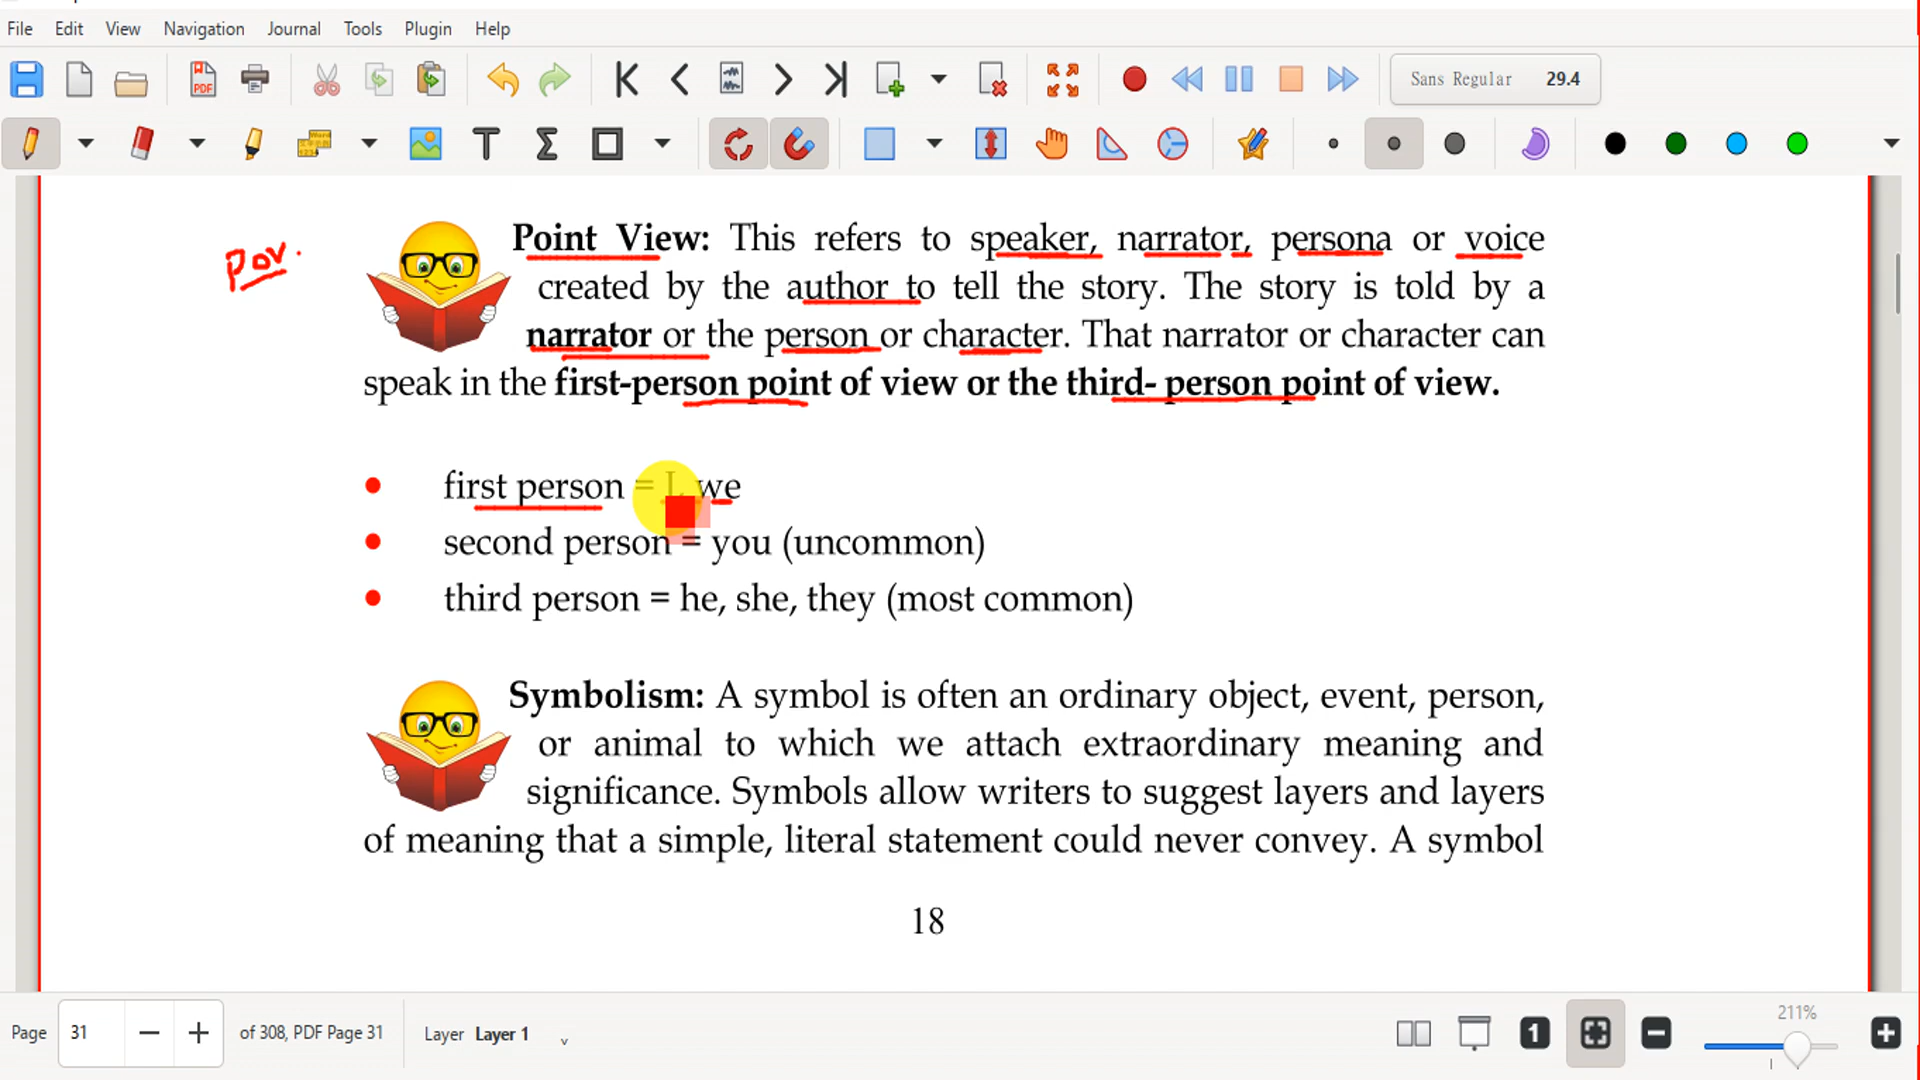 File Edit View Navigation Journal Tools Plugin Help
Sans Regular 29.4
Pov.
Point View: This refers to speaker, narrator, persona or voice
created by the author to tell the story. The story is told by a
narrator or the person or character. That narrator or character can
speak in the first-person point of view or the third- person point of view.
• first person = I, we
• second person = you (uncommon)
• third person = he, she, they (most common)
Symbolism: A symbol is often an ordinary object, event, person,
or animal to which we attach extraordinary meaning and
significance. Symbols allow writers to suggest layers and layers
of meaning that a simple, literal statement could never convey. A symbol
18
Page 31 of 308, PDF Page 31 Layer Layer 1 211%